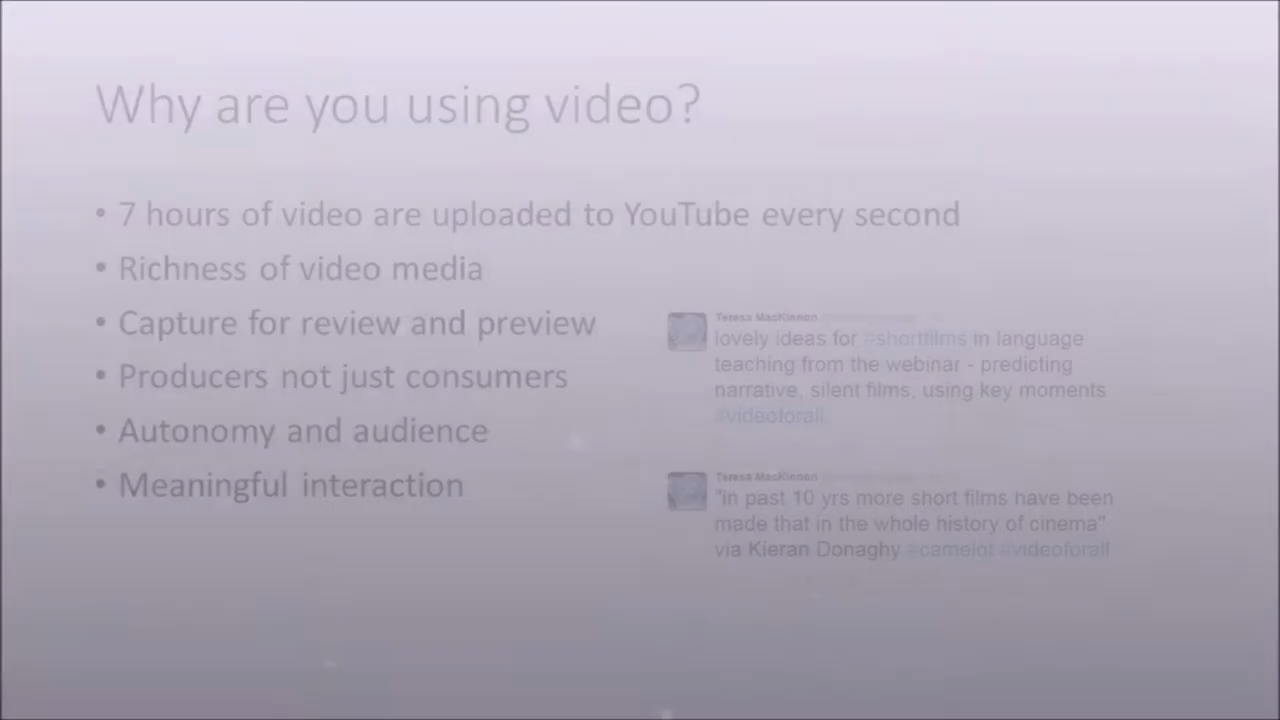 Why are you using video?
• 7 hours of video are uploaded to YouTube every second
• Richness of video media
• Capture for review and preview
• Producers not just consumers
• Autonomy and audience
• Meaningful interaction
Teresa MacKinnon
lovely ideas for #shortfilms in language
teaching from the webinar - predicting
narrative, silent films, using key moments
#videoforall
Teresa MacKinnon
"in past 10 yrs more short films have been
made that in the whole history of cinema"
via Kieran Donaghy #camelot #videoforall